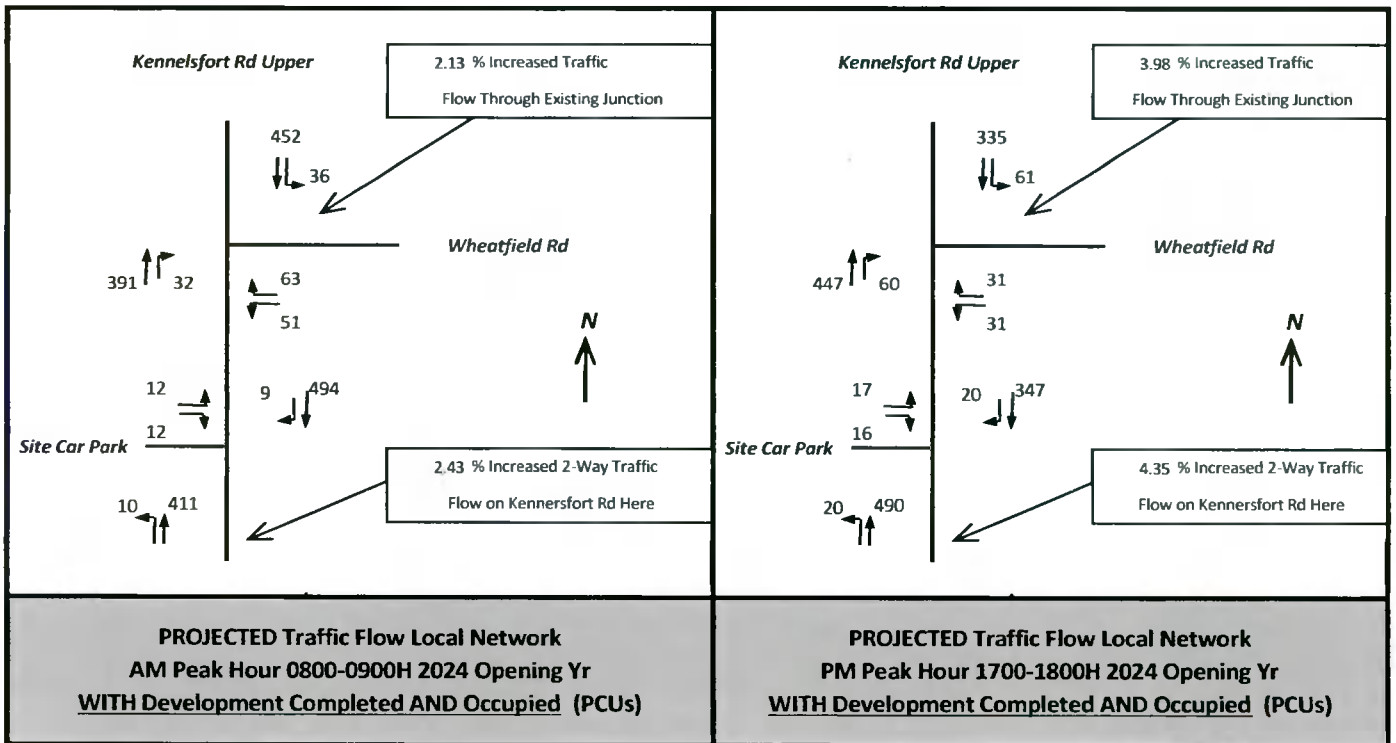 Kennelsfort Rd Upper
2.13 % Increased Traffic
Flow Through Existing Junction
452
36
Wheatfield Rd
391
32
63
51
N
12
9
494
12
Site Car Park
2.43 % Increased 2-Way Traffic
Flow on Kennersfort Rd Here
10
411
PROJECTED Traffic Flow Local Network
AM Peak Hour 0800-0900H 2024 Opening Yr
WITH Development Completed AND Occupied (PCUs)
Kennelsfort Rd Upper
3.98 % Increased Traffic
Flow Through Existing Junction
335
61
Wheatfield Rd
447
60
31
31
N
17
20
347
16
Site Car Park
4.35 % Increased 2-Way Traffic
Flow on Kennersfort Rd Here
20
490
PROJECTED Traffic Flow Local Network
PM Peak Hour 1700-1800H 2024 Opening Yr
WITH Development Completed AND Occupied (PCUs)